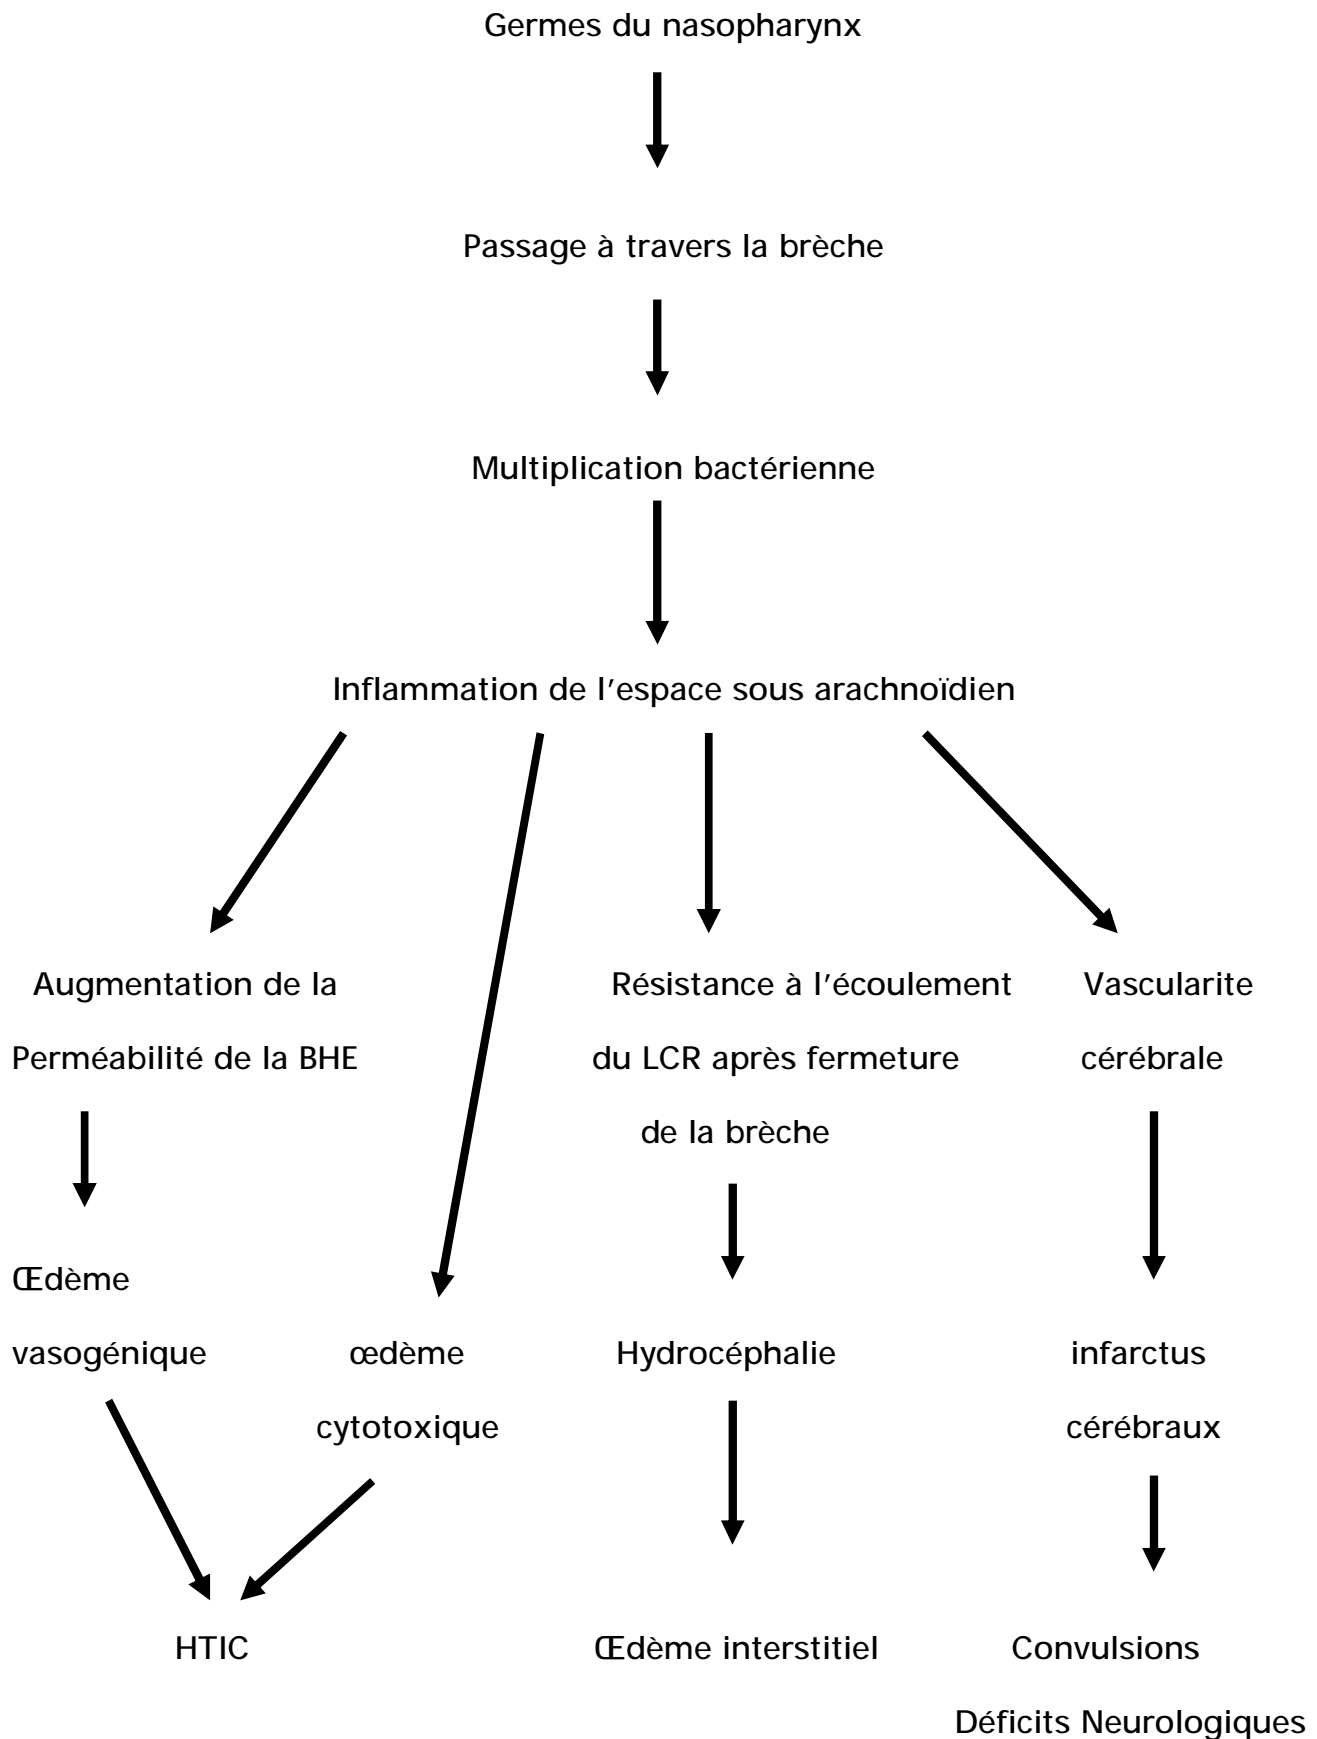 Germes du nasopharynx
Passage à travers la brèche
Multiplication bactérienne
Inflammation de l'espace sous arachnoïdien
Augmentation de la
Perméabilité de la BHE
Résistance à l'écoulement
du LCR après fermeture
de la brèche
Vascularite
cérébrale
Œdème
vasogénique
œdème
cytotoxique
Hydrocéphalie
infarctus
cérébraux
HTIC
Œdème interstitiel
Convulsions
Déficits Neurologiques